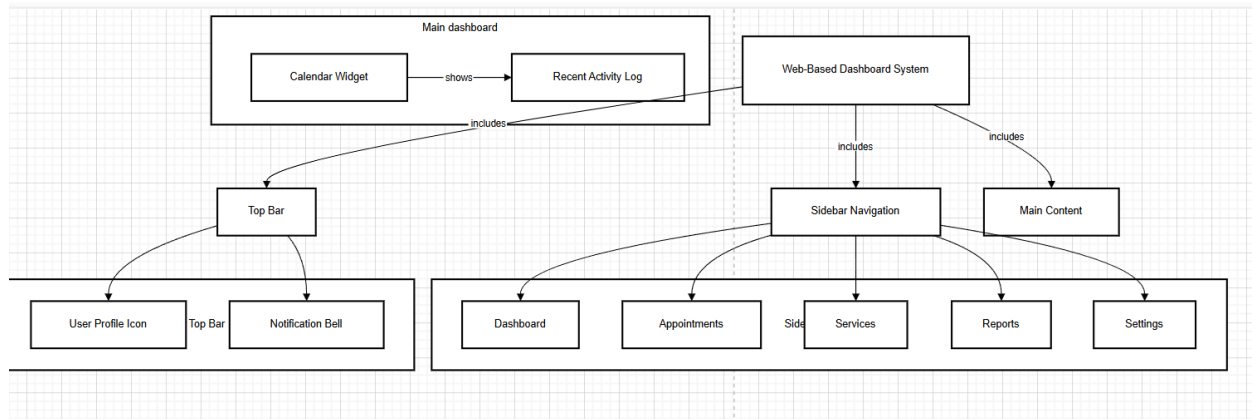 Main dashboard
Calendar Widget
shows
Recent Activity Log
Web-Based Dashboard System
includes
includes
includes
Top Bar
Sidebar Navigation
Main Content
User Profile Icon
Top Bar
Notification Bell
Dashboard
Appointments
Side
Services
Reports
Settings